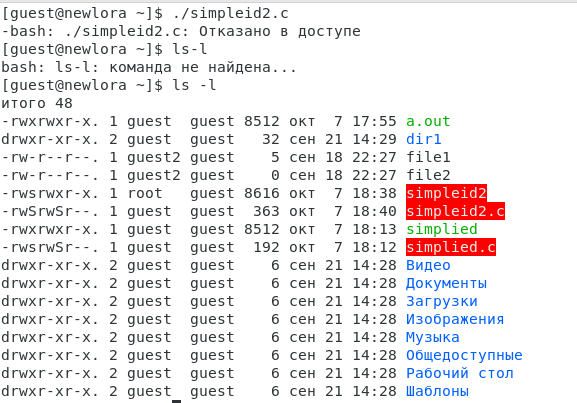 [guest@newlora ~]$ ./simpleid2.c
-bash: ./simpleid2.c: Отказано в доступе
[guest@newlora ~]$ ls-l
bash: ls-l: команда не найдена...
[guest@newlora ~]$ ls -l
итого 48
-rwxrwxr-x. 1 guest  guest 8512 окт  7 17:55 a.out
drwxr-xr-x. 2 guest  guest   32 сен 21 14:29 dir1
-rw-r--r--. 1 guest2 guest    5 сен 18 22:27 file1
-rw-r--r--. 1 guest2 guest    0 сен 18 22:27 file2
-rwsrwxr-x. 1 root   guest 8616 окт  7 18:38 simpleid2
-rwSrwSr--. 1 guest  guest  363 окт  7 18:40 simpleid2.c
-rwxrwxr-x. 1 guest  guest 8512 окт  7 18:13 simplied
-rwsrwSr--. 1 guest  guest  192 окт  7 18:12 simplied.c
drwxr-xr-x. 2 guest  guest    6 сен 21 14:28 Видео
drwxr-xr-x. 2 guest  guest    6 сен 21 14:28 Документы
drwxr-xr-x. 2 guest  guest    6 сен 21 14:28 Загрузки
drwxr-xr-x. 2 guest  guest    6 сен 21 14:28 Изображения
drwxr-xr-x. 2 guest  guest    6 сен 21 14:28 Музыка
drwxr-xr-x. 2 guest  guest    6 сен 21 14:28 Общедоступные
drwxr-xr-x. 2 guest  guest    6 сен 21 14:28 Рабочий стол
drwxr-xr-x. 2 guest  guest    6 сен 21 14:28 Шаблоны